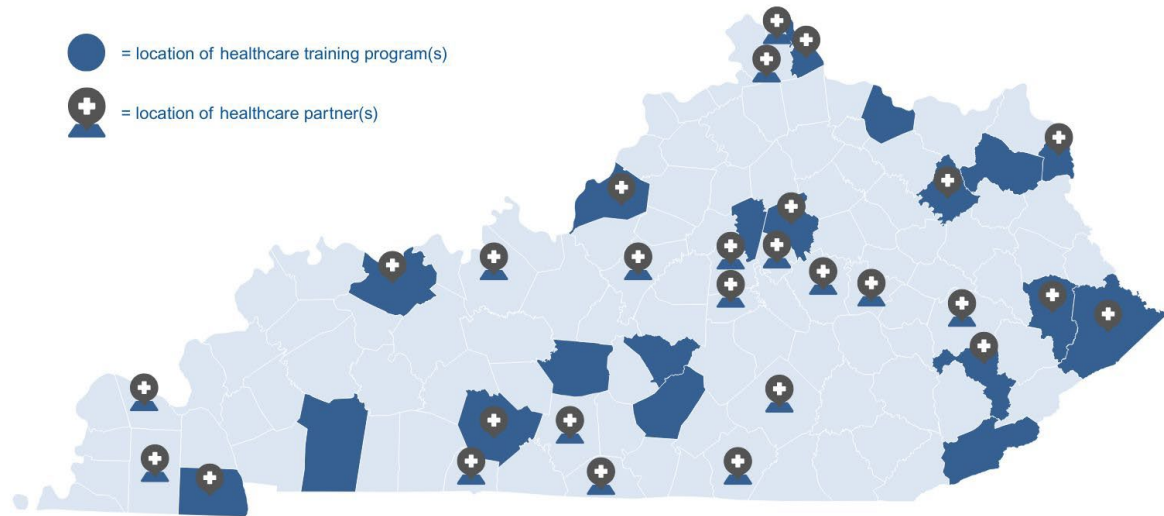 = location of healthcare training program(s)
= location of healthcare partner(s)